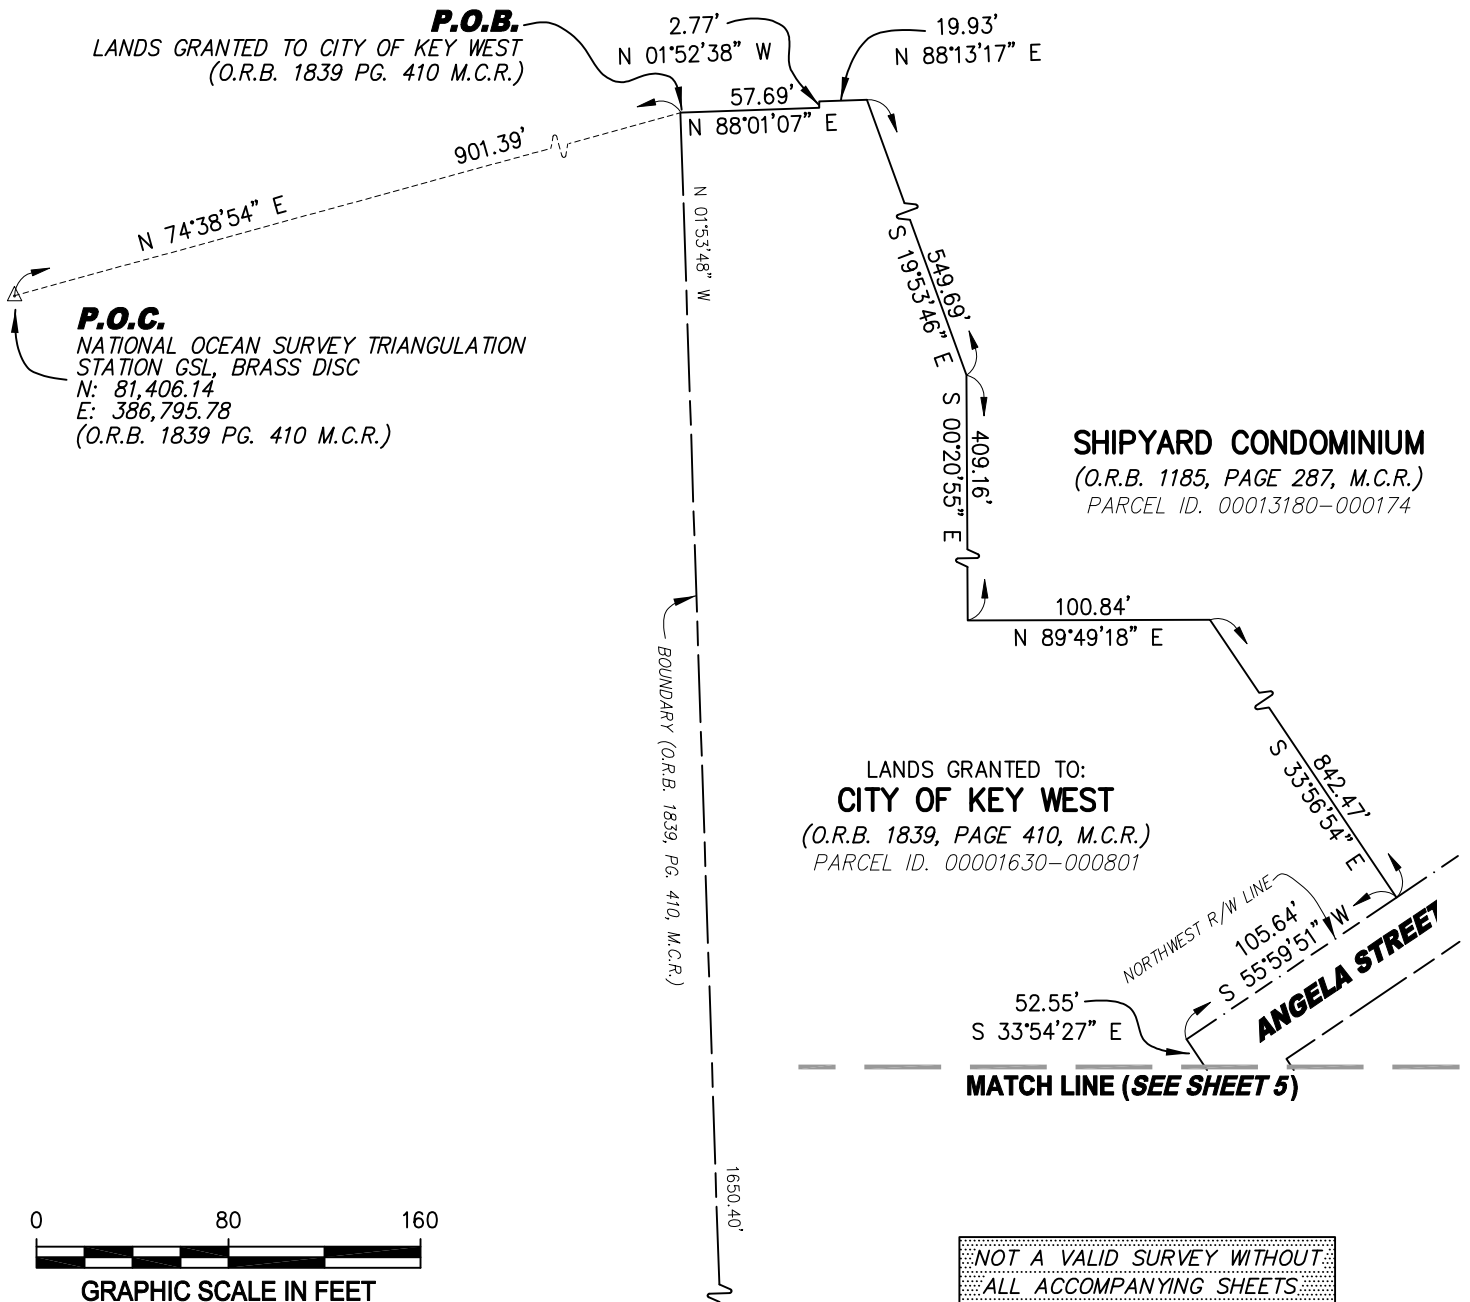 P.O.B.
LANDS GRANTED TO CITY OF KEY WEST
(O.R.B. 1839 PG. 410 M.C.R.)
2.77'
N 01°52'38" W
19.93'
N 88°13'17" E
57.69'
N 88°01'07" E
901.39'
N 74°38'54" E
P.O.C.
NATIONAL OCEAN SURVEY TRIANGULATION
STATION GSL, BRASS DISC
N: 81,406.14
E: 386,795.78
(O.R.B. 1839 PG. 410 M.C.R.)
N 01°53'48" W
549.69'
S 19°53'46" E
409.16'
S 00°20'55" E
SHIPYARD CONDOMINIUM
(O.R.B. 1185, PAGE 287, M.C.R.)
PARCEL ID. 00013180-000174
100.84'
N 89°49'18" E
BOUNDARY (O.R.B. 1839, PG. 410, M.C.R.)
842.47'
S 33°56'54" E
LANDS GRANTED TO:
CITY OF KEY WEST
(O.R.B. 1839, PAGE 410, M.C.R.)
PARCEL ID. 00001630-000801
NORTHWEST R/W LINE
105.64'
S 55°59'51" W
ANGELA STREET
52.55'
S 33°54'27" E
MATCH LINE (SEE SHEET 5)
1650.40'
0 80 160
GRAPHIC SCALE IN FEET
NOT A VALID SURVEY WITHOUT
ALL ACCOMPANYING SHEETS